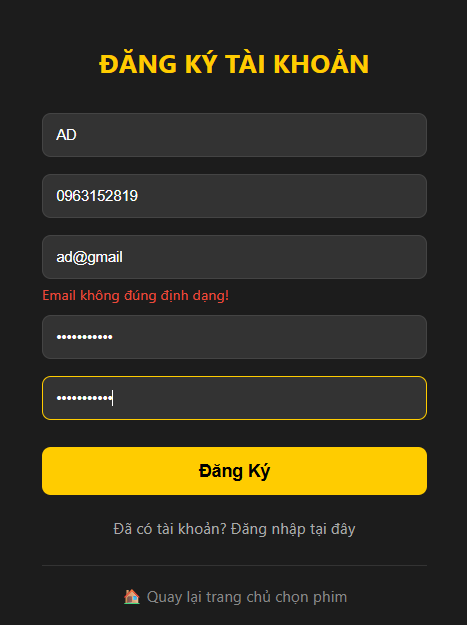 ĐĂNG KÝ TÀI KHOẢN
AD
0963152819
ad@gmail
Email không đúng định dạng!
•••••••••••
•••••••••••
Đăng Ký
Đã có tài khoản? Đăng nhập tại đây
🏠 Quay lại trang chủ chọn phim